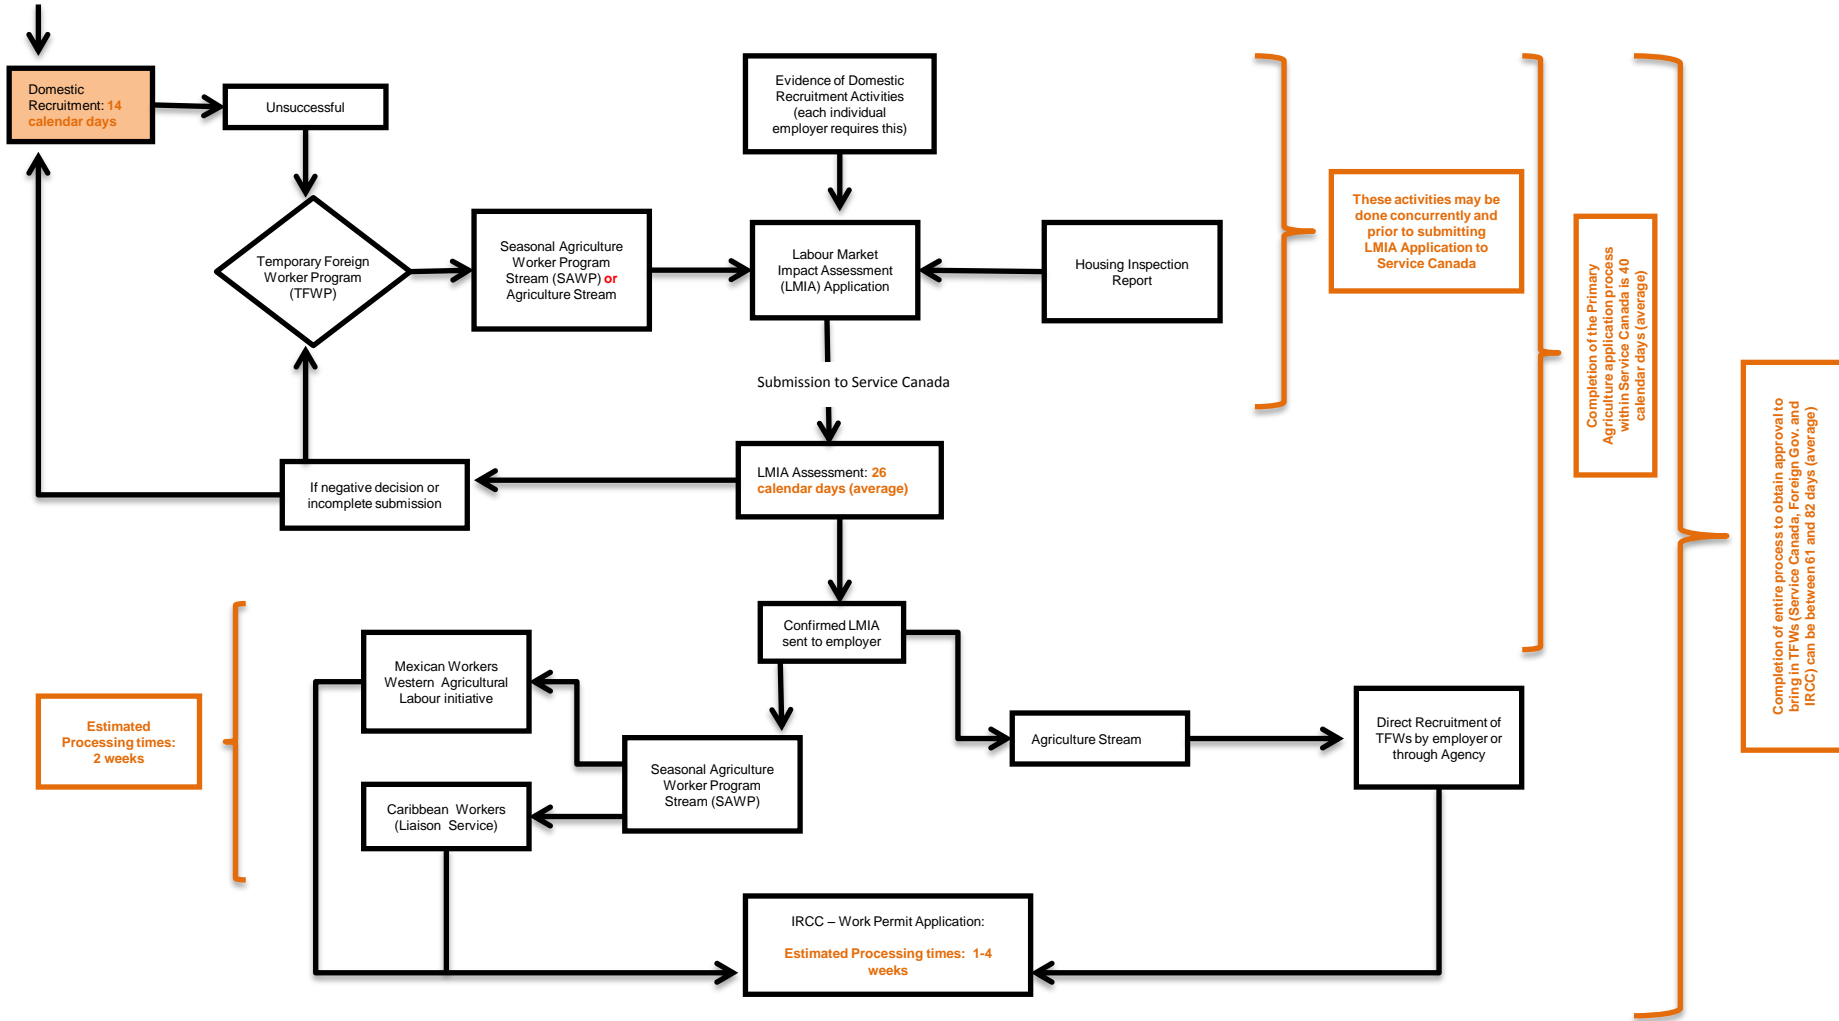 Domestic
Recruitment: 14
calendar days
Unsuccessful
Evidence of Domestic
Recruitment Activities
(each individual
employer requires this)
Temporary Foreign
Worker Program
(TFWP)
Seasonal Agriculture
Worker Program
Stream (SAWP) or
Agriculture Stream
Labour Market
Impact Assessment
(LMIA) Application
Housing Inspection
Report
These activities may be
done concurrently and
prior to submitting
LMIA Application to
Service Canada
Completion of the Primary
Agriculture application process
within Service Canada is 40
calendar days (average)
Completion of entire process to obtain approval to
bring in TFWs (Service Canada, Foreign Gov. and
IRCC) can be between 61 and 82 days (average)
Submission to Service Canada
If negative decision or
incomplete submission
LMIA Assessment: 26
calendar days (average)
Confirmed LMIA
sent to employer
Mexican Workers
Western Agricultural
Labour initiative
Estimated
Processing times:
2 weeks
Caribbean Workers
(Liaison Service)
Seasonal Agriculture
Worker Program
Stream (SAWP)
Agriculture Stream
Direct Recruitment of
TFWs by employer or
through Agency
IRCC – Work Permit Application:
Estimated Processing times: 1-4
weeks